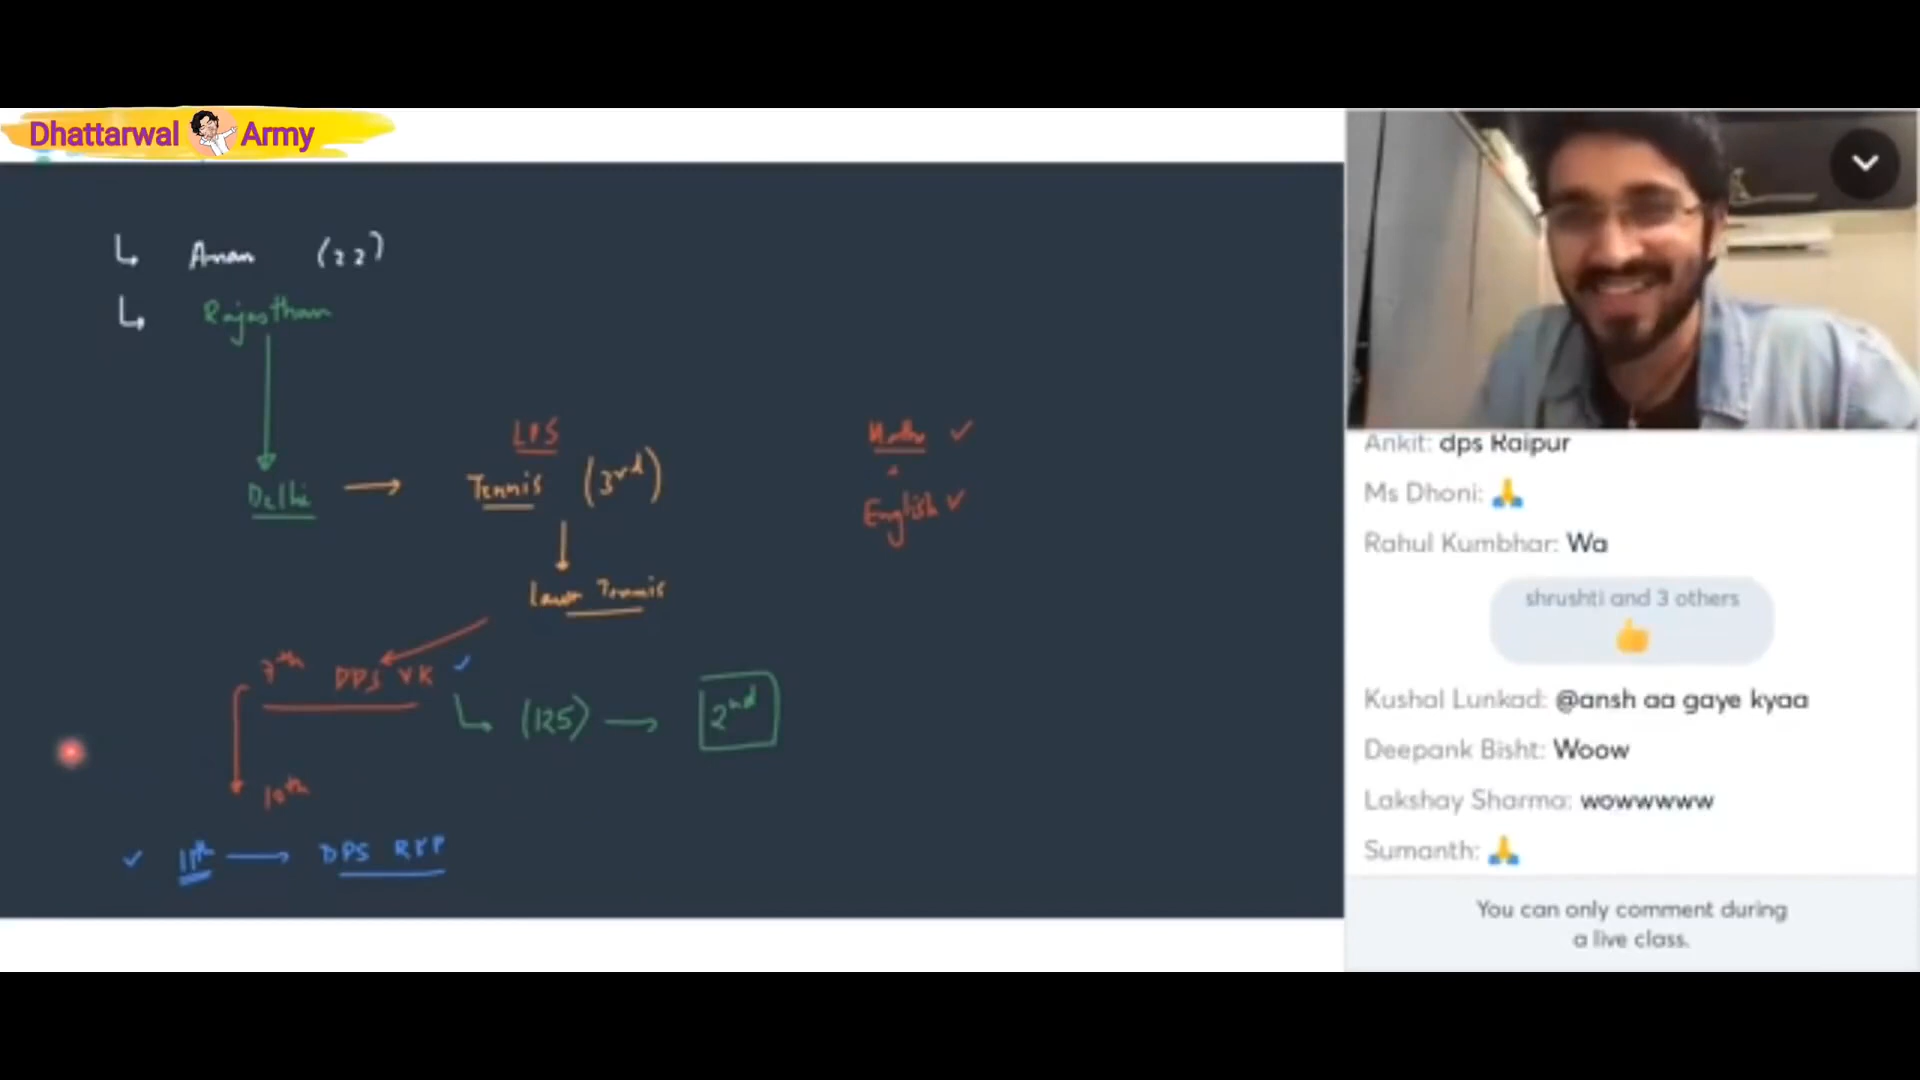 Dhattarwal Army
↳ Aman (22)
↳ Rajasthan
LPS
Maths ✓
Delhi → Tennis (3rd)
English ✓
Lawn Tennis
7th DPS VK ✓
↳ (125) → 2nd
10th
✓ 11th → DPS RKP
Ankit: dps Raipur
Ms Dhoni: 🙏
Rahul Kumbhar: Wa
shrushti and 3 others
👍
Kushal Lunkad: @ansh aa gaye kyaa
Deepank Bisht: Woow
Lakshay Sharma: wowwwww
Sumanth: 🙏
You can only comment during
a live class.